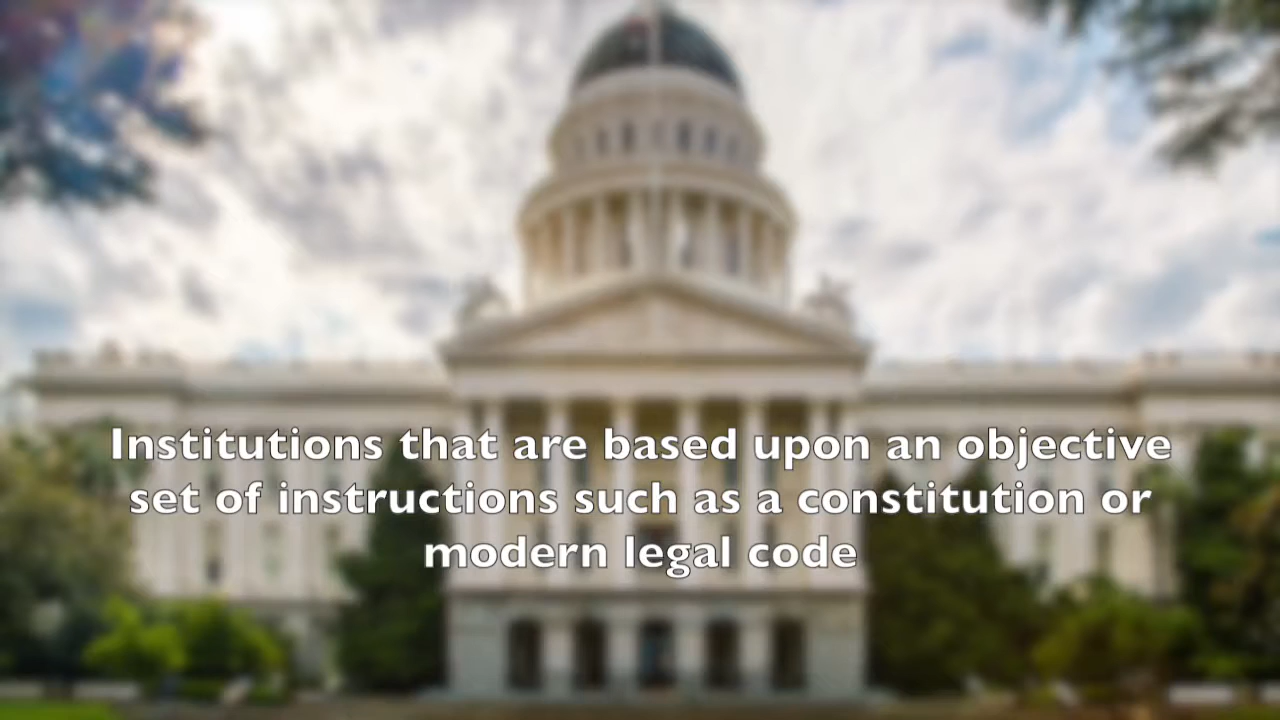 Institutions that are based upon an objective
set of instructions such as a constitution or
modern legal code